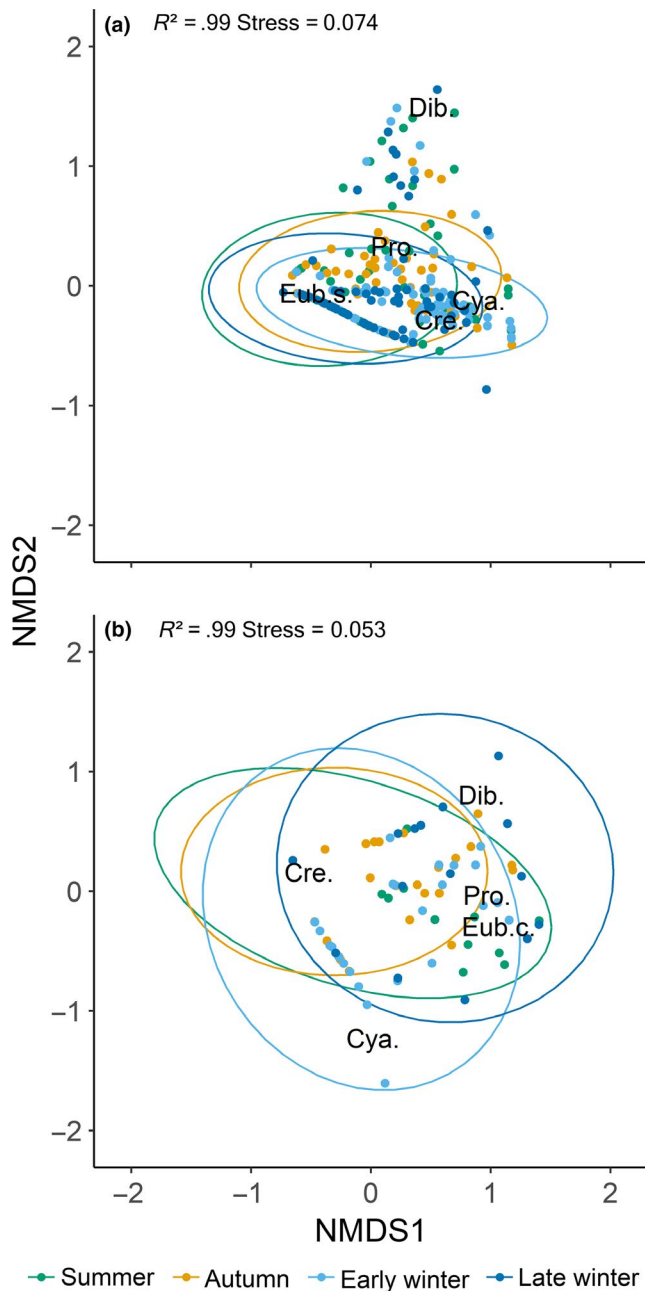 (a) R² = .99 Stress = 0.074
2
Dib.
1
Pro.
0
Eub.s.
Cya.
Cre.
−1
−2
NMDS2
(b) R² = .99 Stress = 0.053
2
1
Dib.
Cre.
0
Pro.
Eub.c.
−1
Cya.
−2
−2 −1 0 1 2
NMDS1
Summer Autumn Early winter Late winter